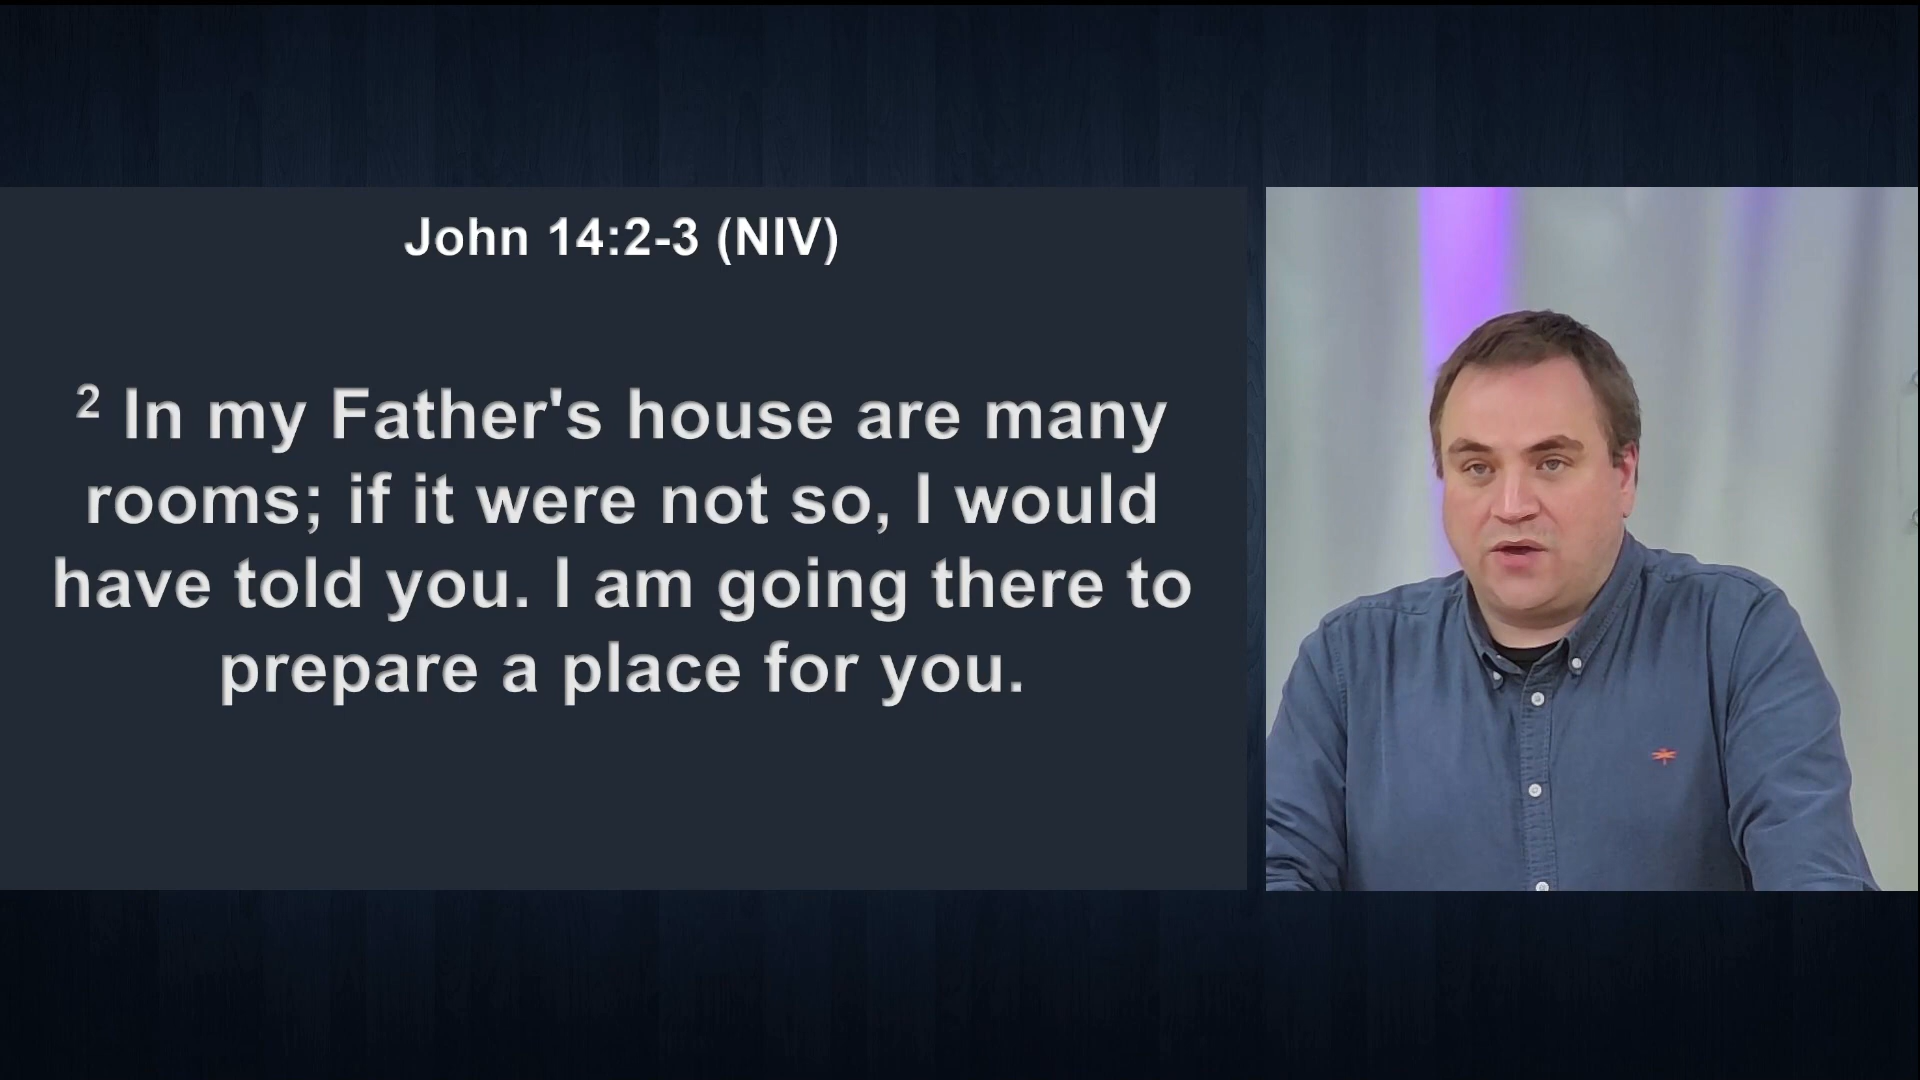 John 14:2-3 (NIV)
2 In my Father's house are many
rooms; if it were not so, I would
have told you. I am going there to
prepare a place for you.